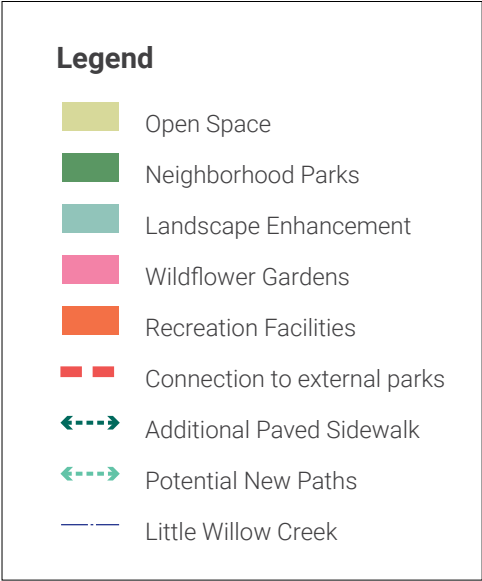 Legend
Open Space
Neighborhood Parks
Landscape Enhancement
Wildflower Gardens
Recreation Facilities
Connection to external parks
Additional Paved Sidewalk
Potential New Paths
Little Willow Creek